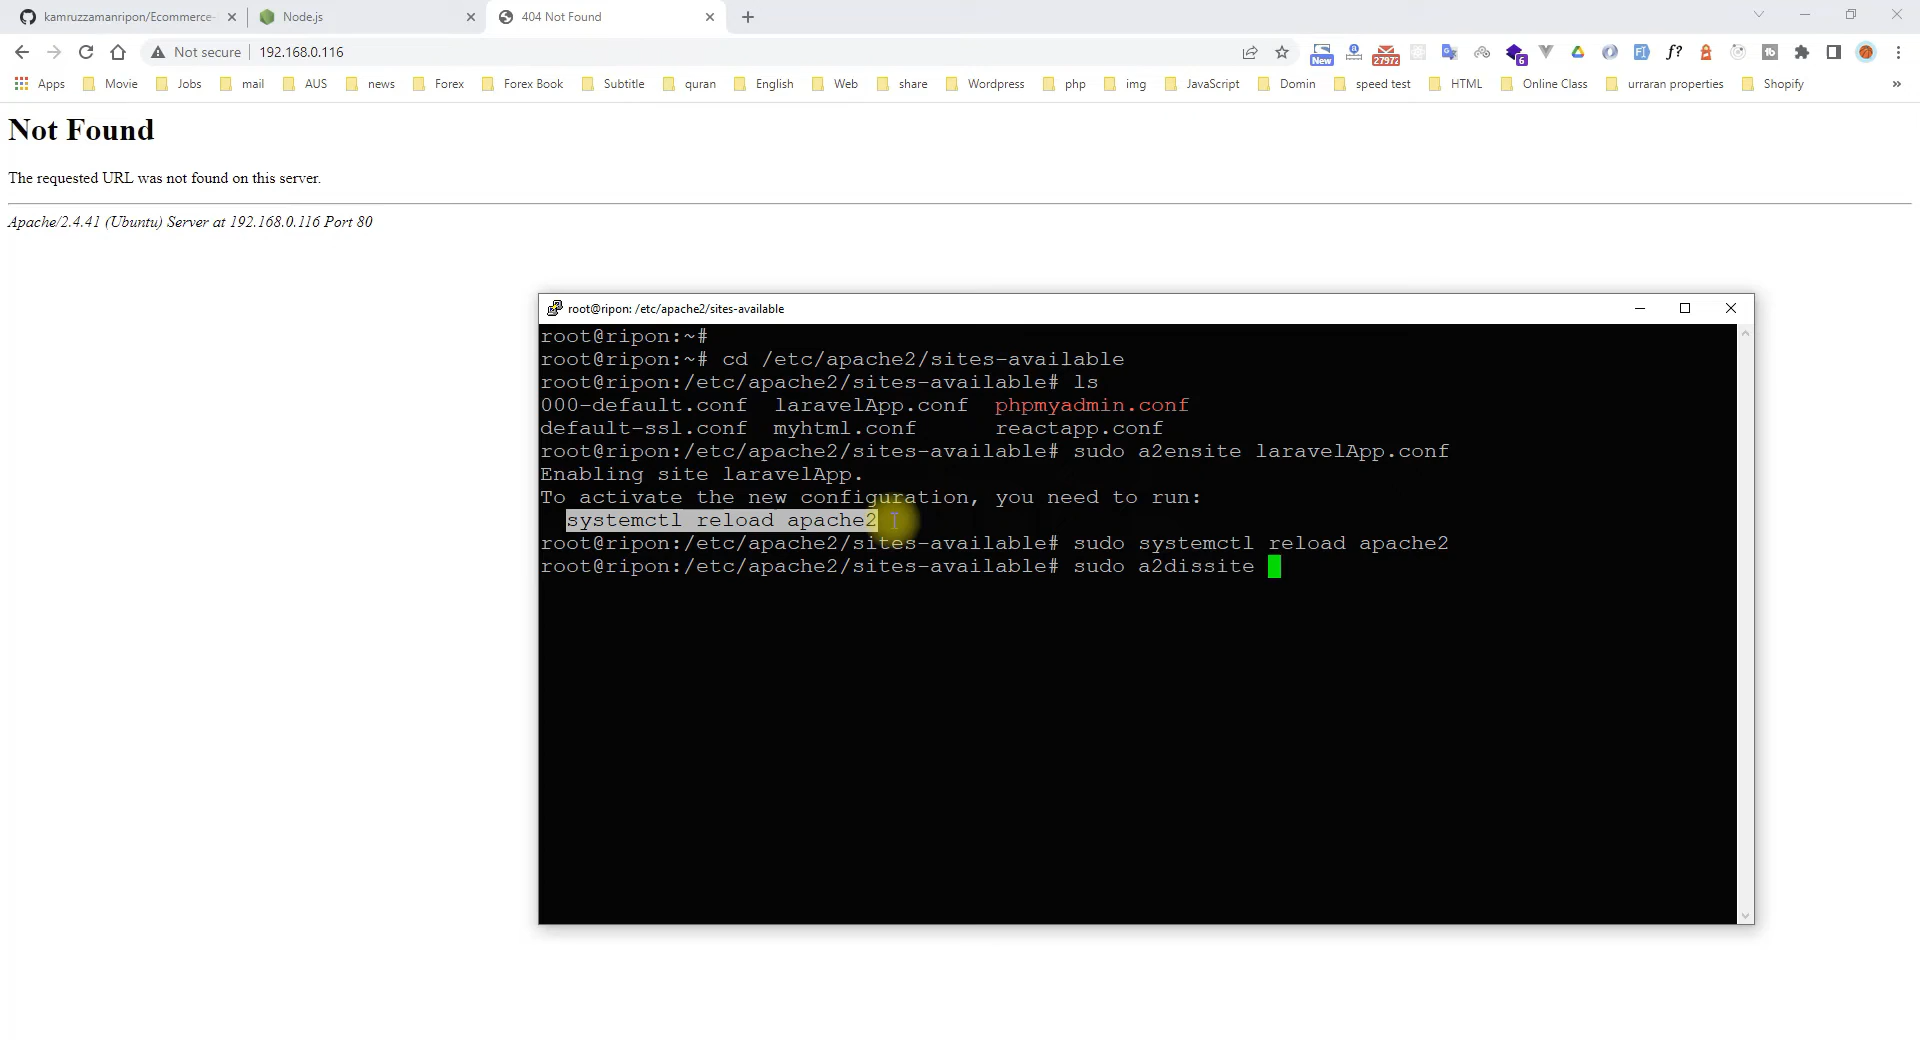 kamruzzamanripon/Ecommerce-
Node.js
404 Not Found
Not secure
192.168.0.116
New
27972
6
Apps
Movie
Jobs
mail
AUS
news
Forex
Forex Book
Subtitle
quran
English
Web
share
Wordpress
php
img
JavaScript
Domin
speed test
HTML
Online Class
urraran properties
Shopify
»
Not Found
The requested URL was not found on this server.
Apache/2.4.41 (Ubuntu) Server at 192.168.0.116 Port 80
root@ripon: /etc/apache2/sites-available
root@ripon:~#
root@ripon:~# cd /etc/apache2/sites-available
root@ripon:/etc/apache2/sites-available# ls
000-default.conf laravelApp.conf phpmyadmin.conf
default-ssl.conf myhtml.conf reactapp.conf
root@ripon:/etc/apache2/sites-available# sudo a2ensite laravelApp.conf
Enabling site laravelApp.
To activate the new configuration, you need to run:
systemctl reload apache2
root@ripon:/etc/apache2/sites-available# sudo systemctl reload apache2
root@ripon:/etc/apache2/sites-available# sudo a2dissite